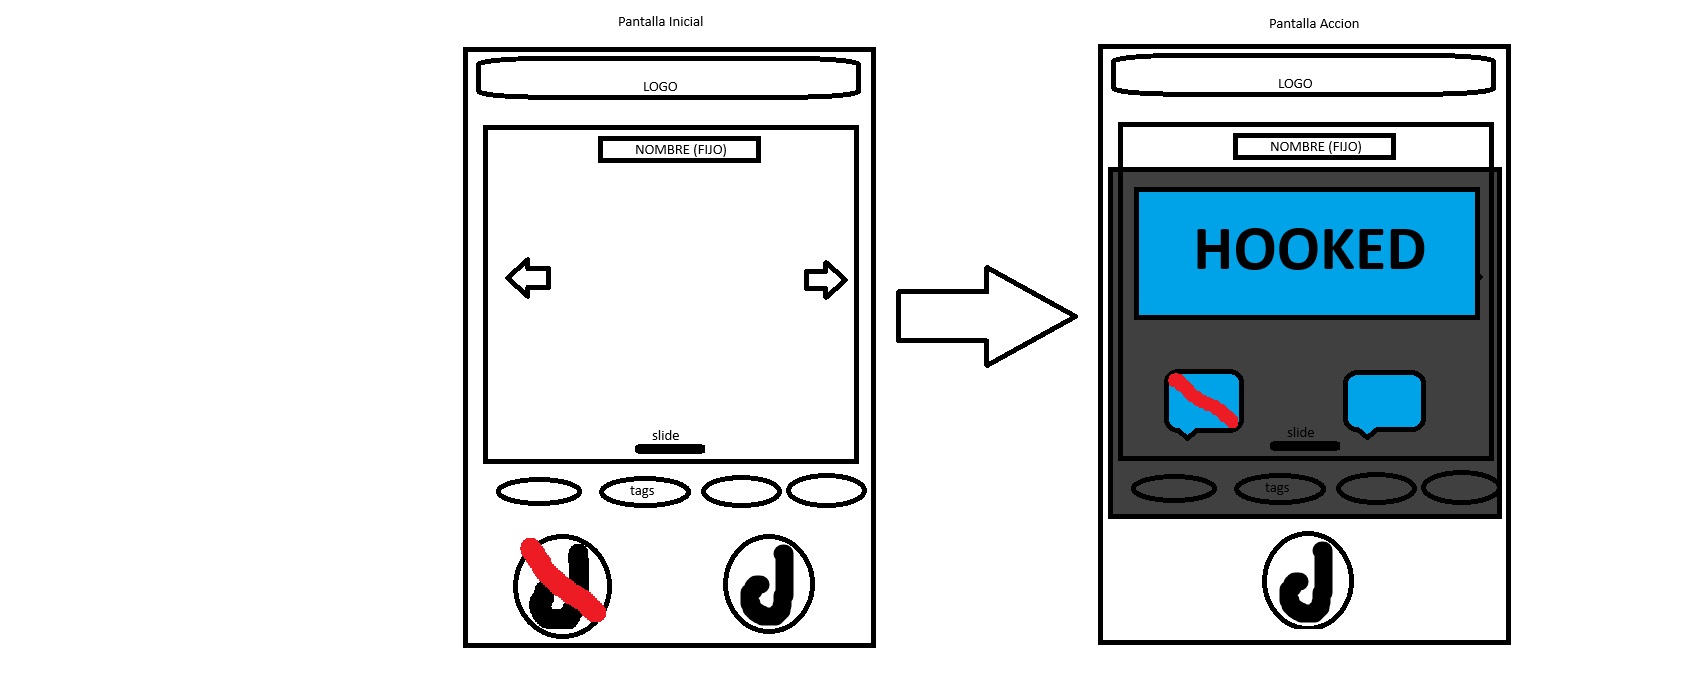 Pantalla Inicial
LOGO
NOMBRE (FIJO)
slide
tags
Pantalla Accion
LOGO
NOMBRE (FIJO)
HOOKED
slide
tags